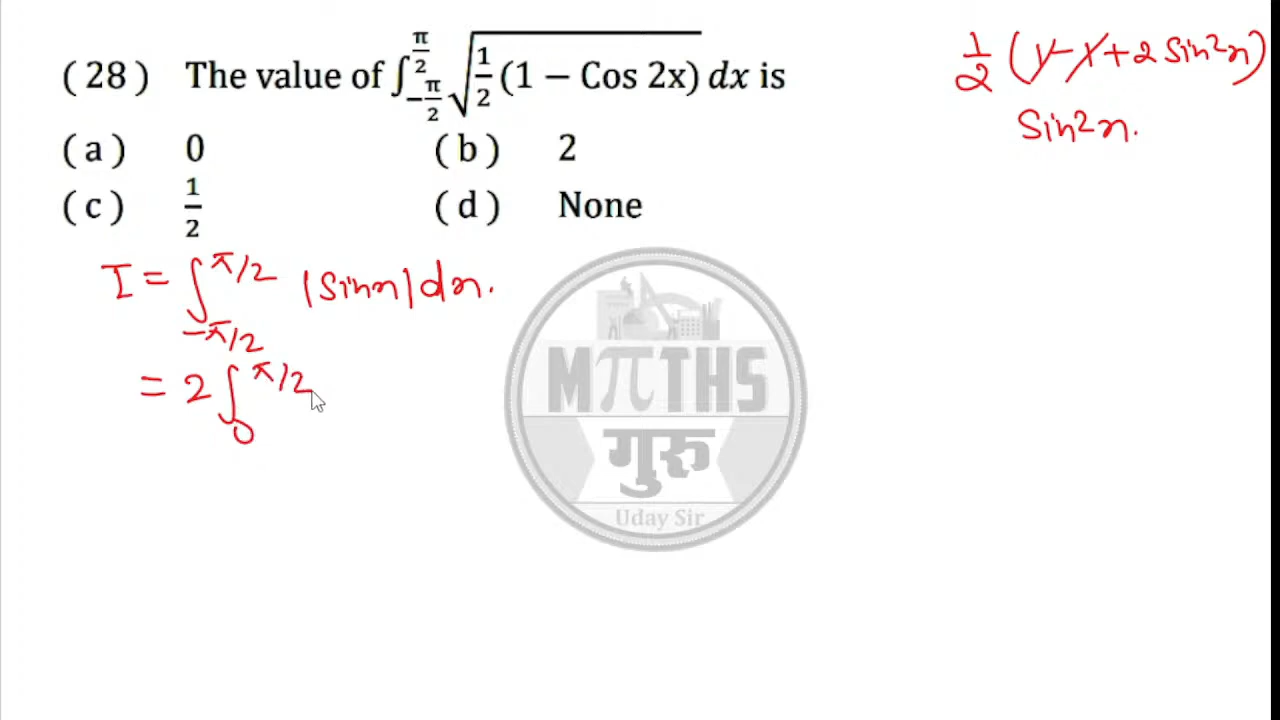 (28) The value of ∫_{-π/2}^{π/2} √(1/2 (1 − Cos 2x)) dx is
(a) 0 (b) 2
(c) 1/2 (d) None
1/2 (1 − 1 + 2 Sin²x)
Sin²x.
I = ∫_{-π/2}^{π/2} |Sinx| dx.
= 2 ∫_0^{π/2}
MπTHS
गुरु
Uday Sir